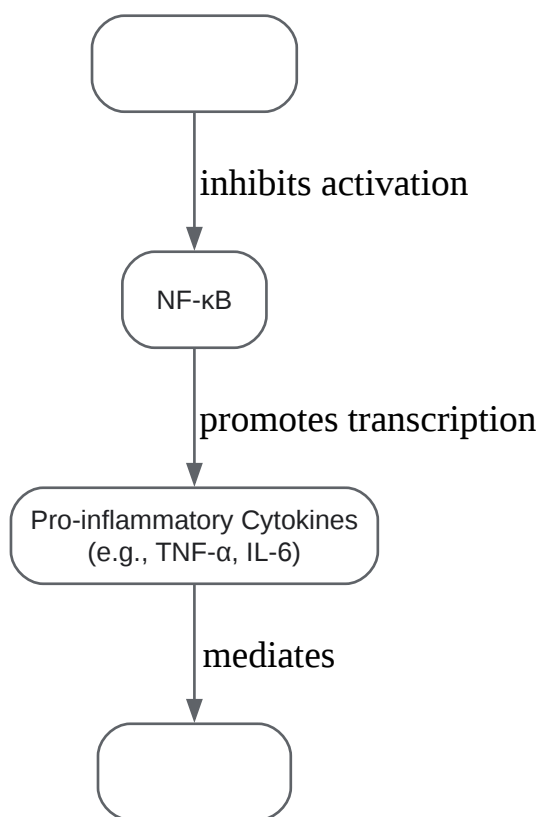 inhibits activation
NF-κB
promotes transcription
Pro-inflammatory Cytokines
(e.g., TNF-α, IL-6)
mediates